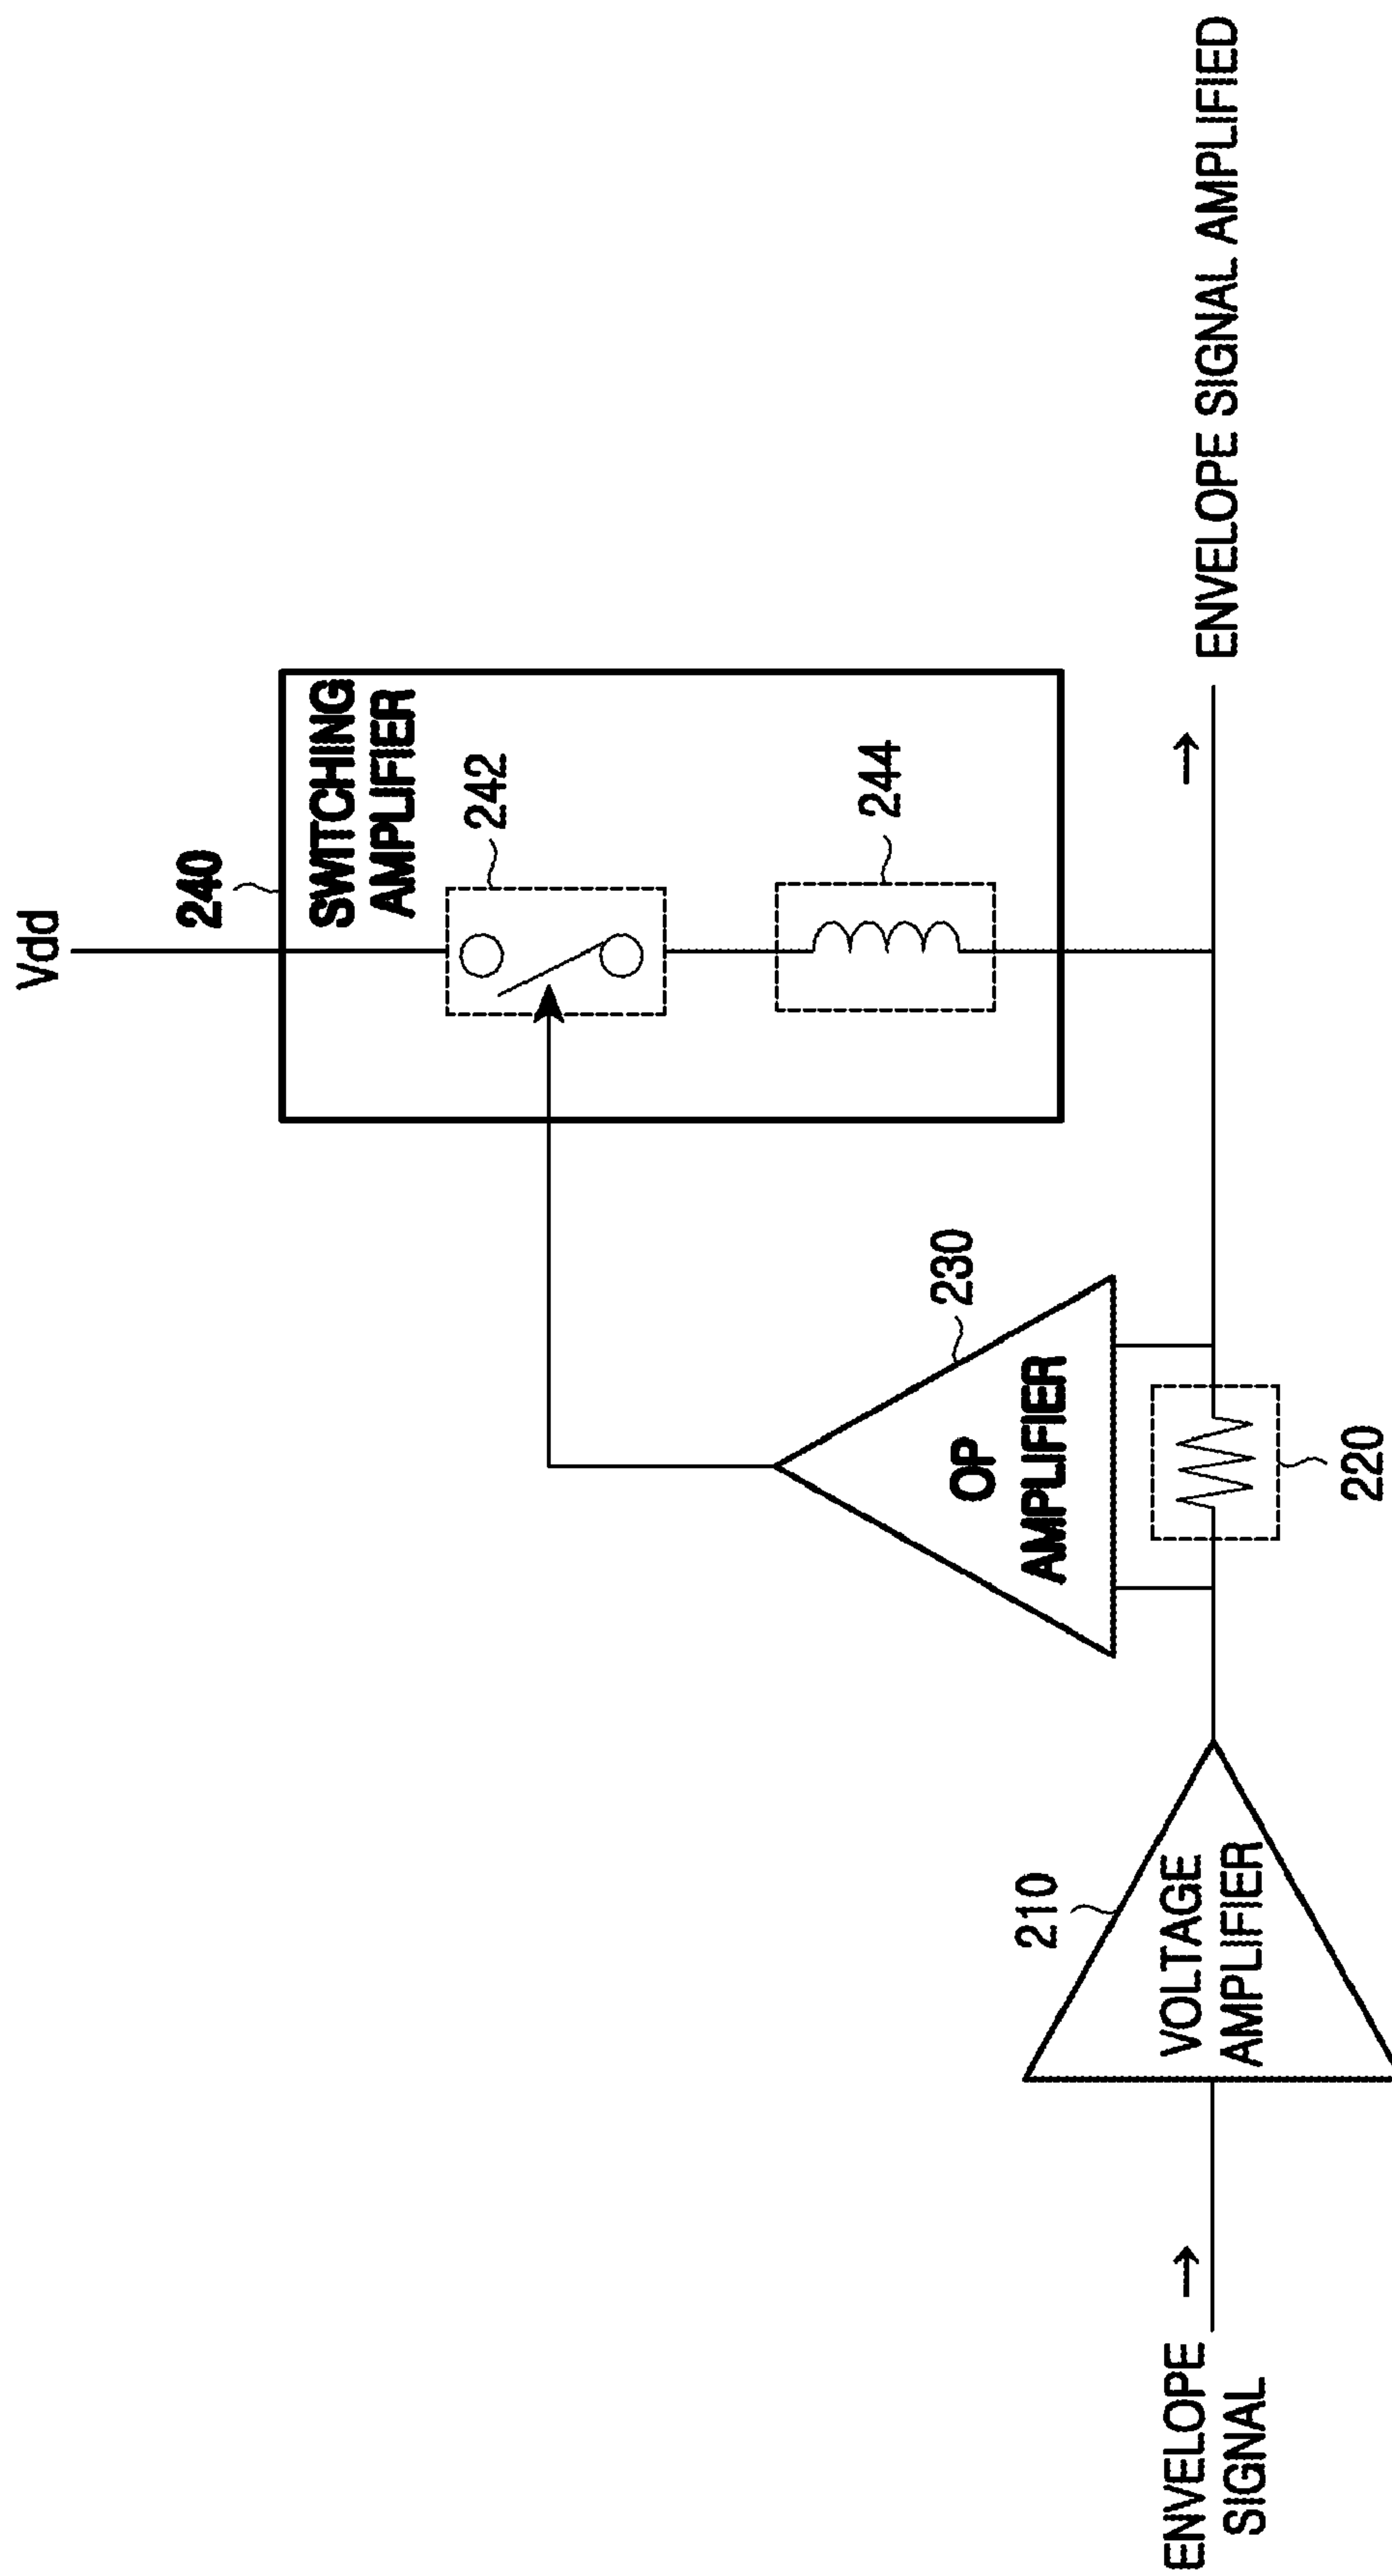 Vdd
240
SWITCHING
AMPLIFIER
242
244
230
OP
AMPLIFIER
220
210
VOLTAGE
AMPLIFIER
ENVELOPE
SIGNAL
ENVELOPE SIGNAL AMPLIFIED